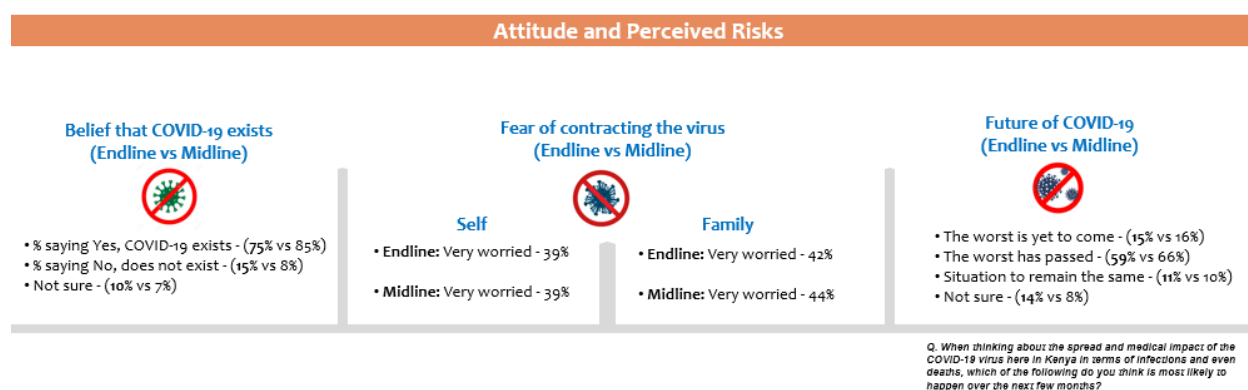 Attitude and Perceived Risks
Belief that COVID-19 exists
(Endline vs Midline)
• % saying Yes, COVID-19 exists - (75% vs 85%)
• % saying No, does not exist - (15% vs 8%)
• Not sure - (10% vs 7%)
Fear of contracting the virus
(Endline vs Midline)
Self
• Endline: Very worried - 39%
• Midline: Very worried - 39%
Family
• Endline: Very worried - 42%
• Midline: Very worried - 44%
Future of COVID-19
(Endline vs Midline)
• The worst is yet to come - (15% vs 16%)
• The worst has passed - (59% vs 66%)
• Situation to remain the same - (11% vs 10%)
• Not sure - (14% vs 8%)
Q. When thinking about the spread and medical impact of the
COVID-19 virus here in Kenya in terms of infections and even
deaths, which of the following do you think is most likely to
happen over the next few months?